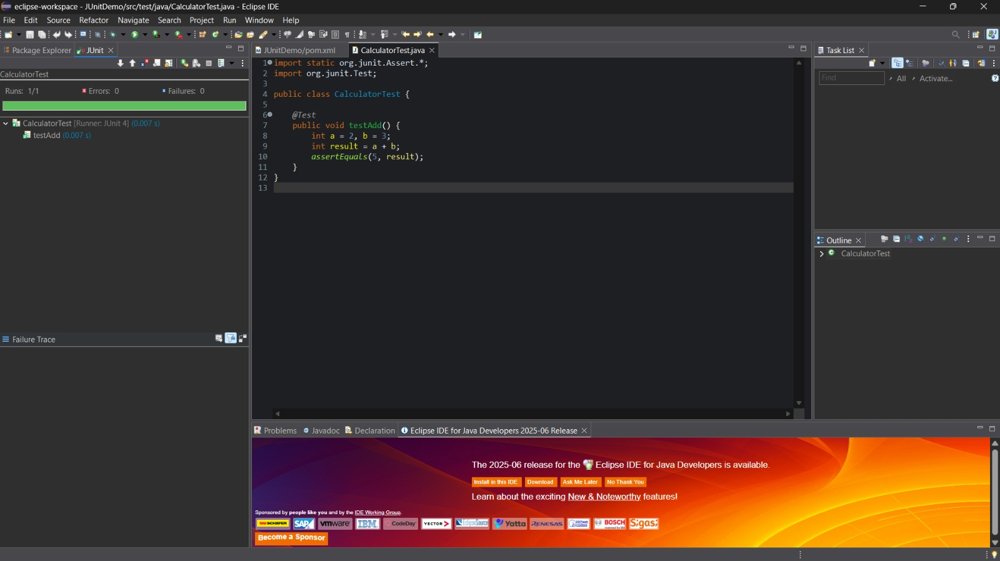 eclipse-workspace - JUnitDemo/src/test/java/CalculatorTest.java - Eclipse IDE
File Edit Source Refactor Navigate Search Project Run Window Help
Package Explorer JUnit
JUnitDemo/pom.xml CalculatorTest.java
Task List
CalculatorTest
Runs: 1/1 Errors: 0 Failures: 0
CalculatorTest [Runner: JUnit 4] (0.007 s)
testAdd (0.007 s)
Failure Trace
1 import static org.junit.Assert.*;
2 import org.junit.Test;
3
4 public class CalculatorTest {
5
6 @Test
7 public void testAdd() {
8 int a = 2, b = 3;
9 int result = a + b;
10 assertEquals(5, result);
11 }
12 }
13
Find All Activate...
Outline
CalculatorTest
Problems Javadoc Declaration Eclipse IDE for Java Developers 2025-06 Release
The 2025-06 release for the Eclipse IDE for Java Developers is available.
Install in this IDE Download Ask Me Later No Thank You
Learn about the exciting New & Noteworthy features!
Sponsored by people like you and by the IDE Working Group.
SCHAEFER SAP vmware IBM CodeDay VECTOR EclipseSource Yatta RENESAS BOSCH Sigasi
Become a Sponsor